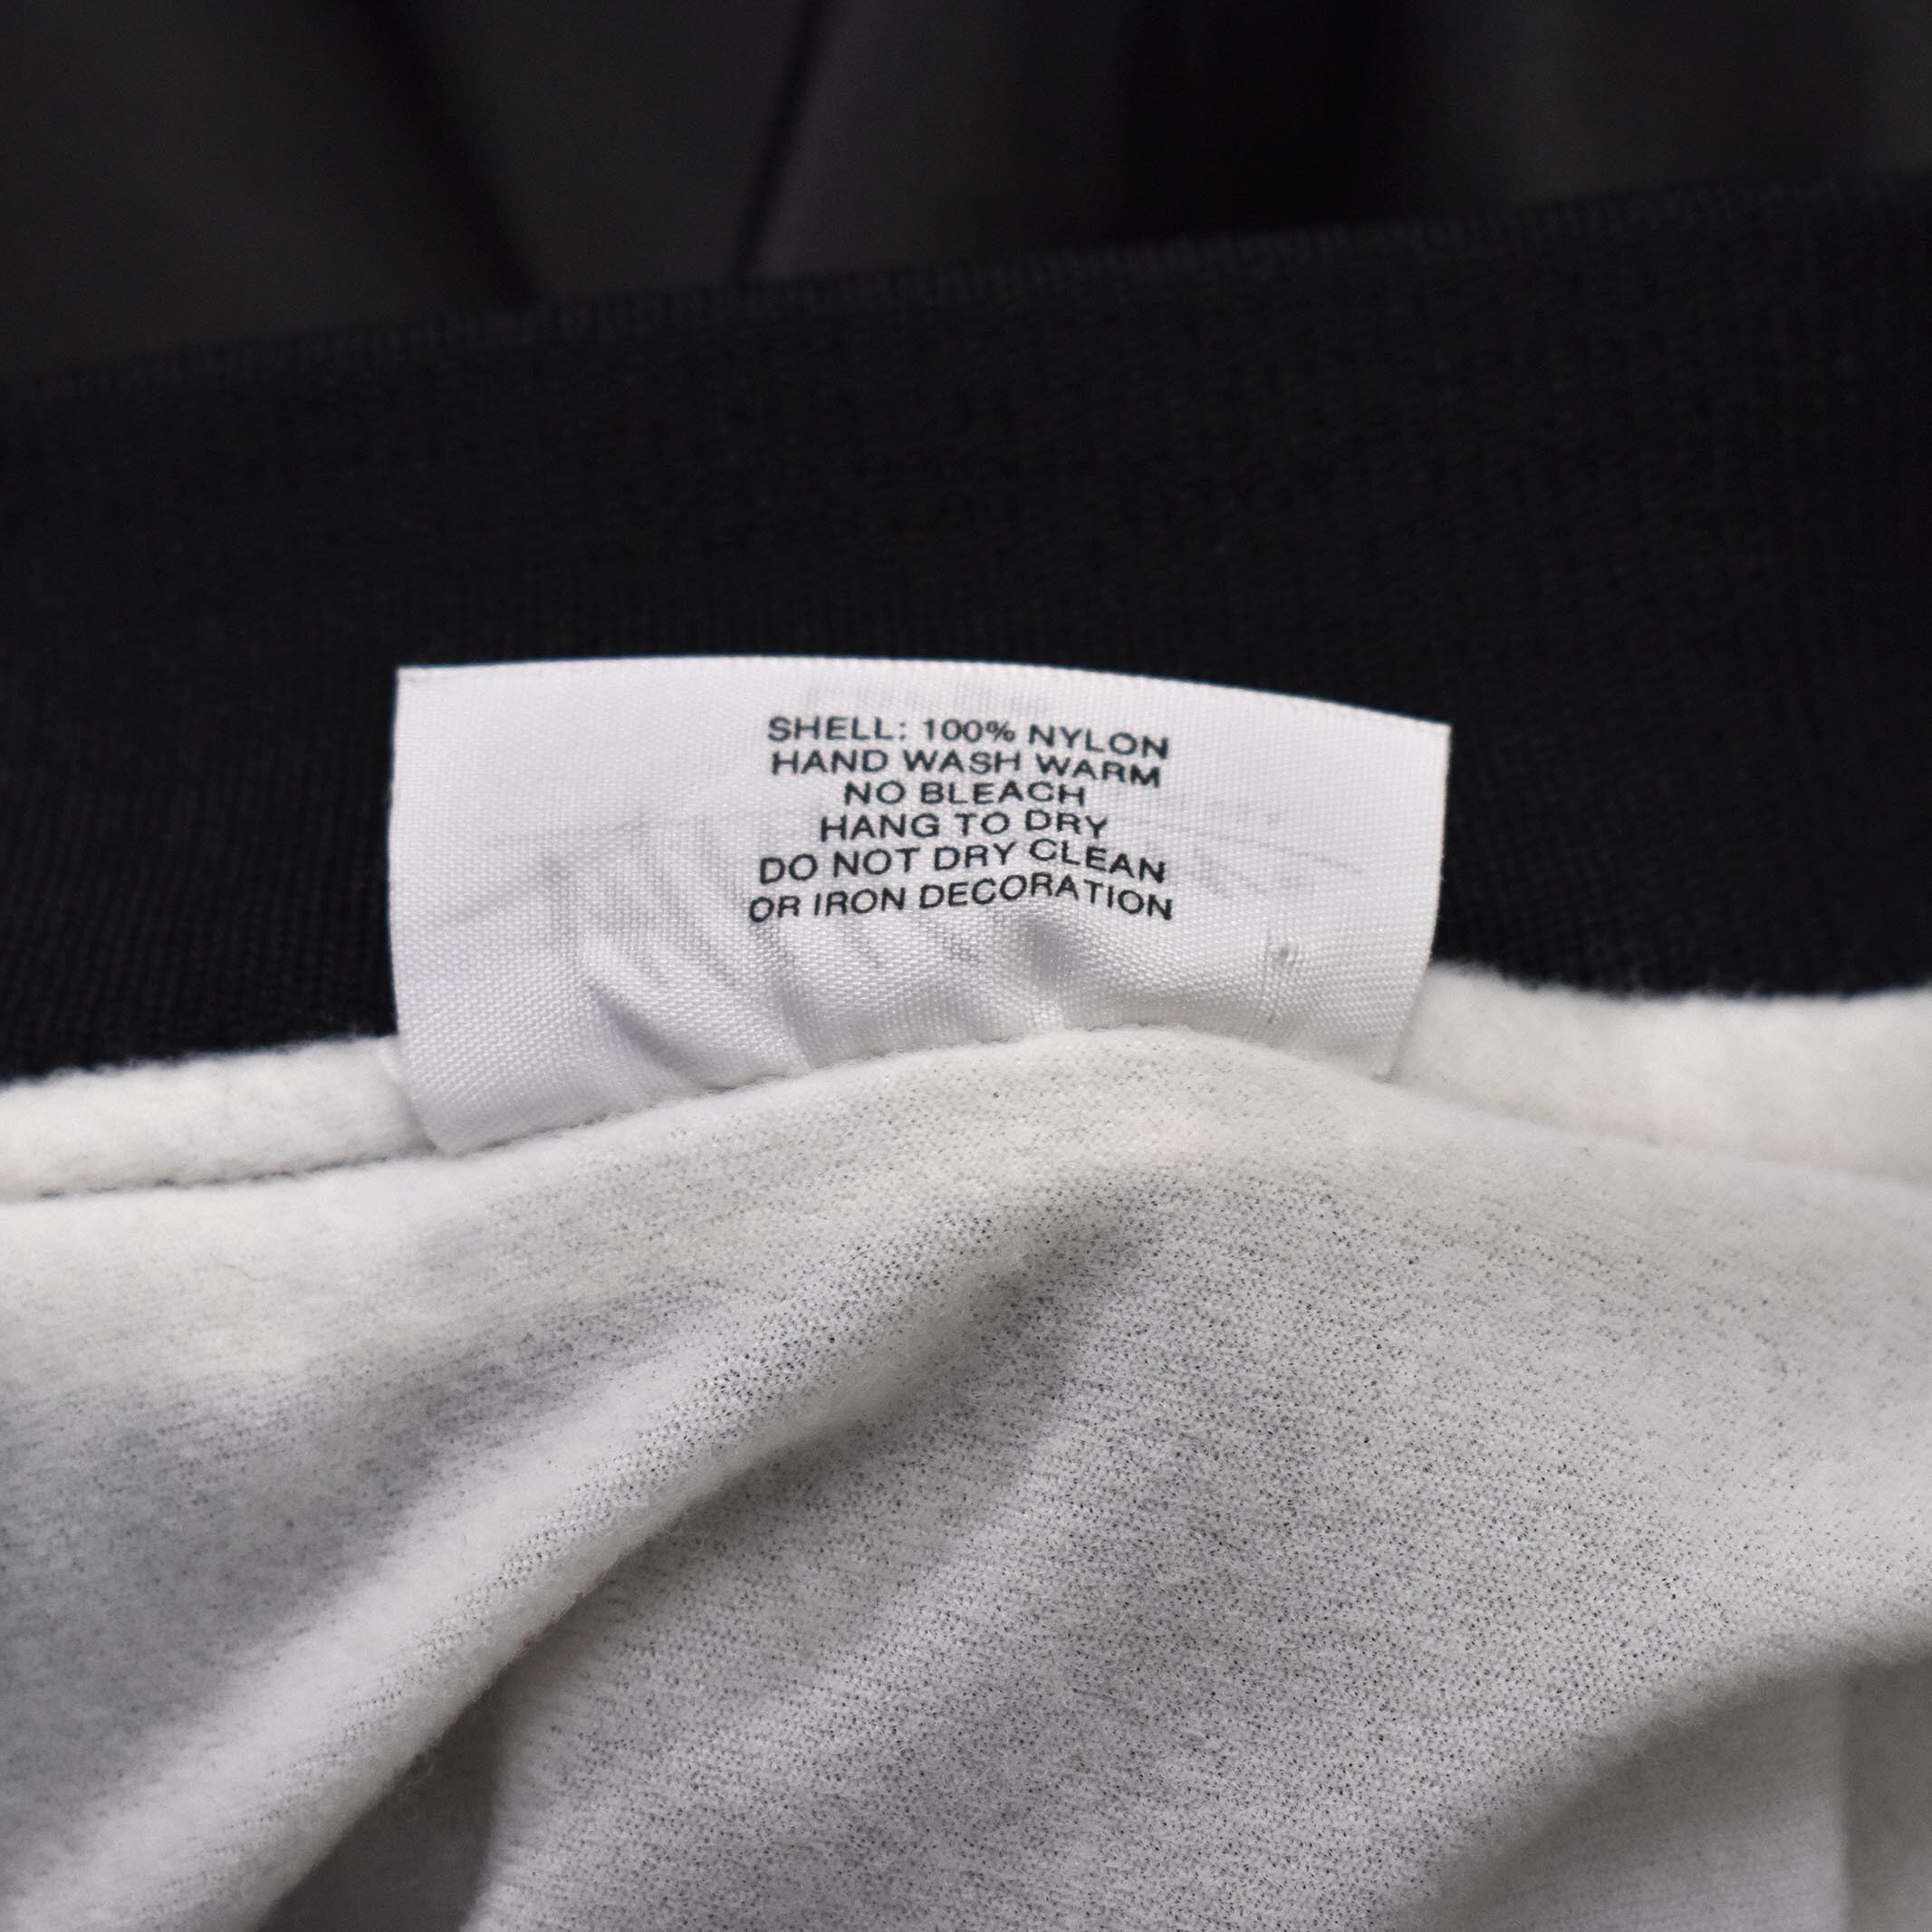 SHELL: 100% NYLON
HAND WASH WARM
NO BLEACH
HANG TO DRY
DO NOT DRY CLEAN
OR IRON DECORATION